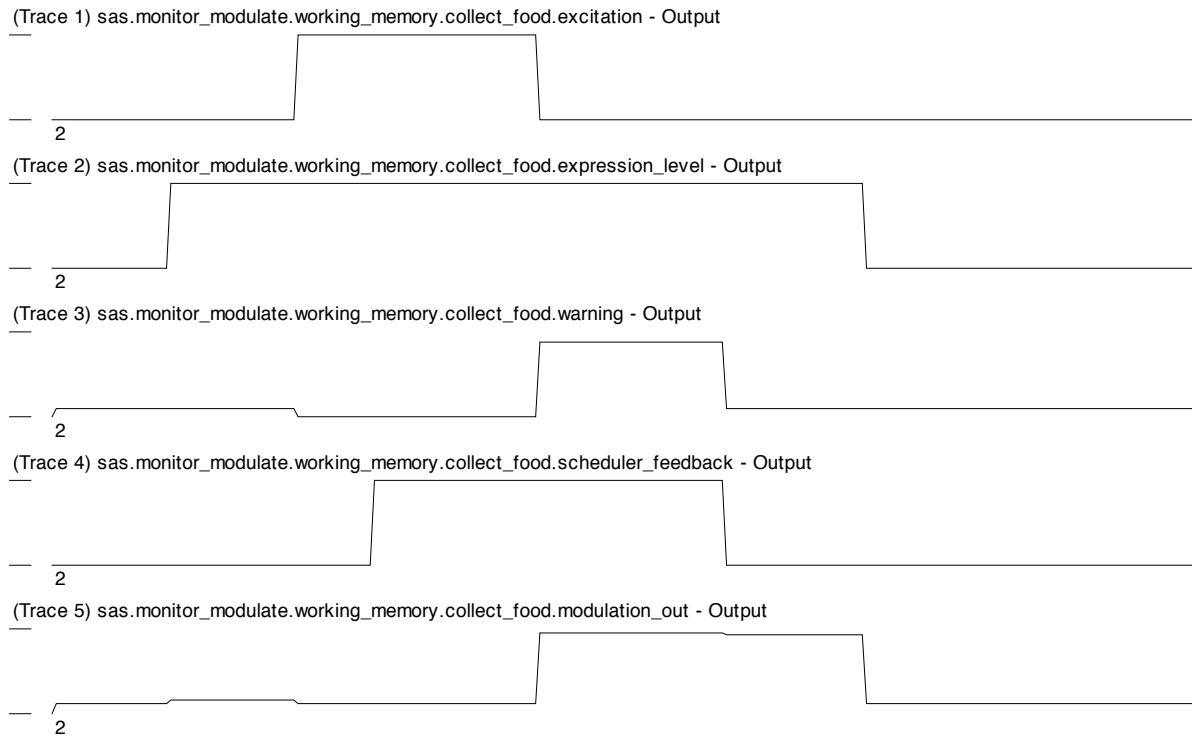 (Trace 1) sas.monitor_modulate.working_memory.collect_food.excitation - Output
2
(Trace 2) sas.monitor_modulate.working_memory.collect_food.expression_level - Output
2
(Trace 3) sas.monitor_modulate.working_memory.collect_food.warning - Output
2
(Trace 4) sas.monitor_modulate.working_memory.collect_food.scheduler_feedback - Output
2
(Trace 5) sas.monitor_modulate.working_memory.collect_food.modulation_out - Output
2